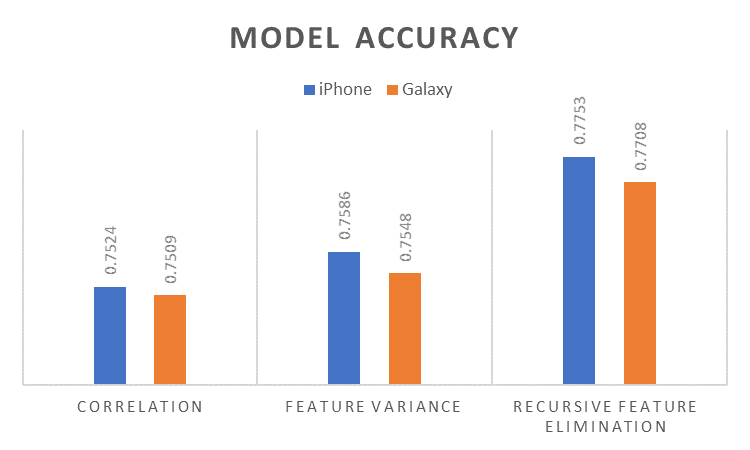 MODEL ACCURACY
iPhone Galaxy
0.7524
0.7509
0.7586
0.7548
0.7753
0.7708
CORRELATION
FEATURE VARIANCE
RECURSIVE FEATURE
ELIMINATION